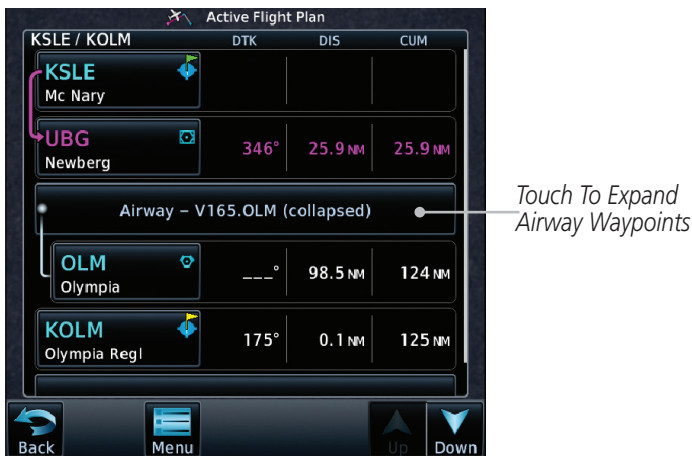 Active Flight Plan
KSLE / KOLM DTK DIS CUM
KSLE
Mc Nary
UBG 346° 25.9 NM 25.9 NM
Newberg
Airway – V165.OLM (collapsed)
Touch To Expand
Airway Waypoints
OLM ___° 98.5 NM 124 NM
Olympia
KOLM 175° 0.1 NM 125 NM
Olympia Regl
Back Menu Up Down